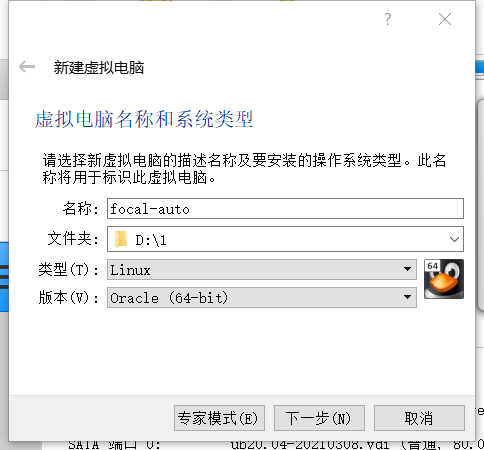 ?
新建虚拟电脑
虚拟电脑名称和系统类型
请选择新虚拟电脑的描述名称及要安装的操作系统类型。此名
称将用于标识此虚拟电脑。
名称: focal-auto
文件夹: D:\1
类型(T): Linux
64
版本(V): Oracle (64-bit)
专家模式(E) 下一步(N) 取消
SATA 端口 0: ub20.04-20210308.vdi (普通, 80.0